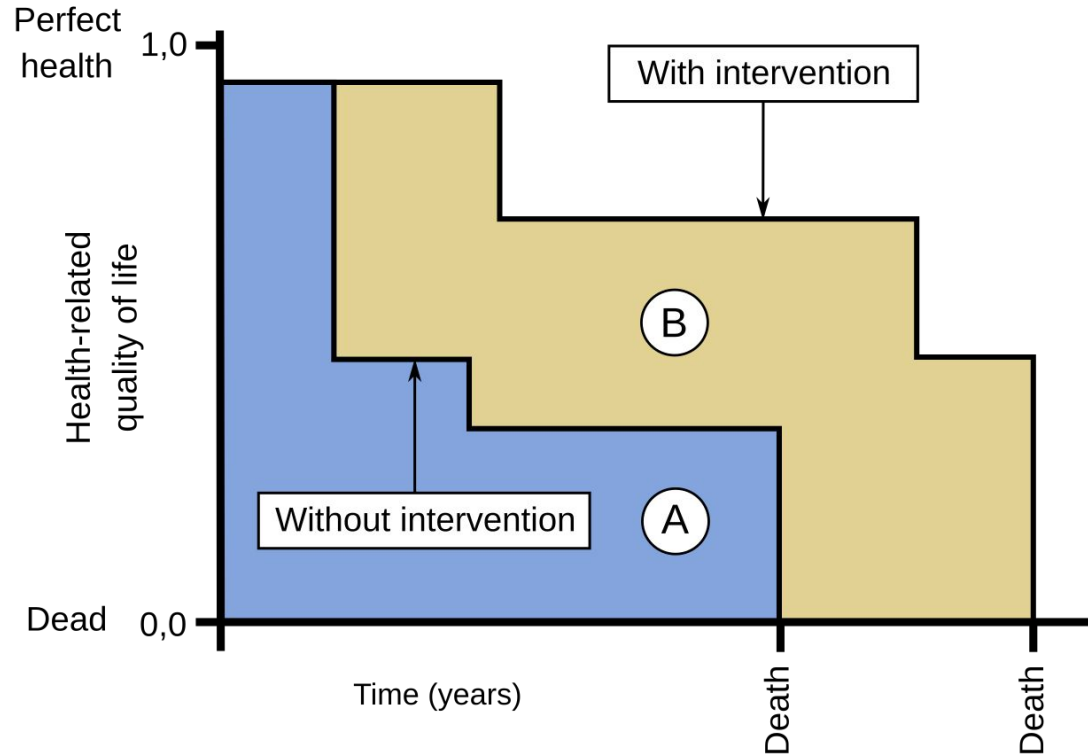 Perfect
health
1,0
With intervention
Health-related
quality of life
B
Without intervention
A
Dead
0,0
Time (years)
Death
Death